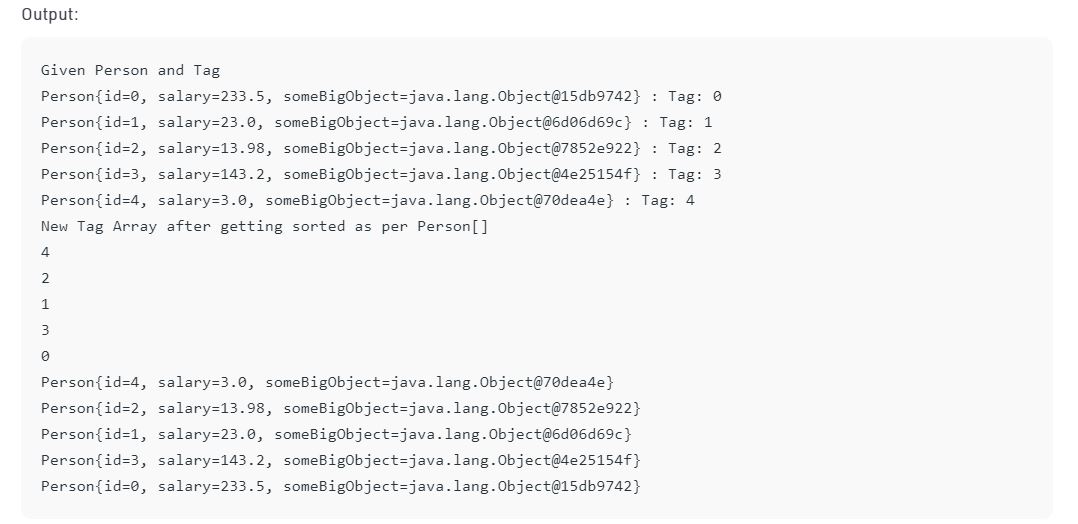 Output:
Given Person and Tag
Person{id=0, salary=233.5, someBigObject=java.lang.Object@15db9742} : Tag: 0
Person{id=1, salary=23.0, someBigObject=java.lang.Object@6d06d69c} : Tag: 1
Person{id=2, salary=13.98, someBigObject=java.lang.Object@7852e922} : Tag: 2
Person{id=3, salary=143.2, someBigObject=java.lang.Object@4e25154f} : Tag: 3
Person{id=4, salary=3.0, someBigObject=java.lang.Object@70dea4e} : Tag: 4
New Tag Array after getting sorted as per Person[]
4
2
1
3
0
Person{id=4, salary=3.0, someBigObject=java.lang.Object@70dea4e}
Person{id=2, salary=13.98, someBigObject=java.lang.Object@7852e922}
Person{id=1, salary=23.0, someBigObject=java.lang.Object@6d06d69c}
Person{id=3, salary=143.2, someBigObject=java.lang.Object@4e25154f}
Person{id=0, salary=233.5, someBigObject=java.lang.Object@15db9742}